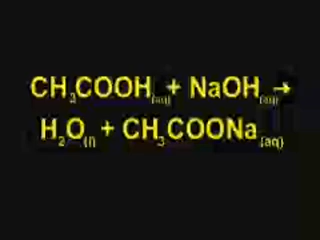 CH₃COOH(aq) + NaOH(aq) →
H₂O(l) + CH₃COONa(aq)